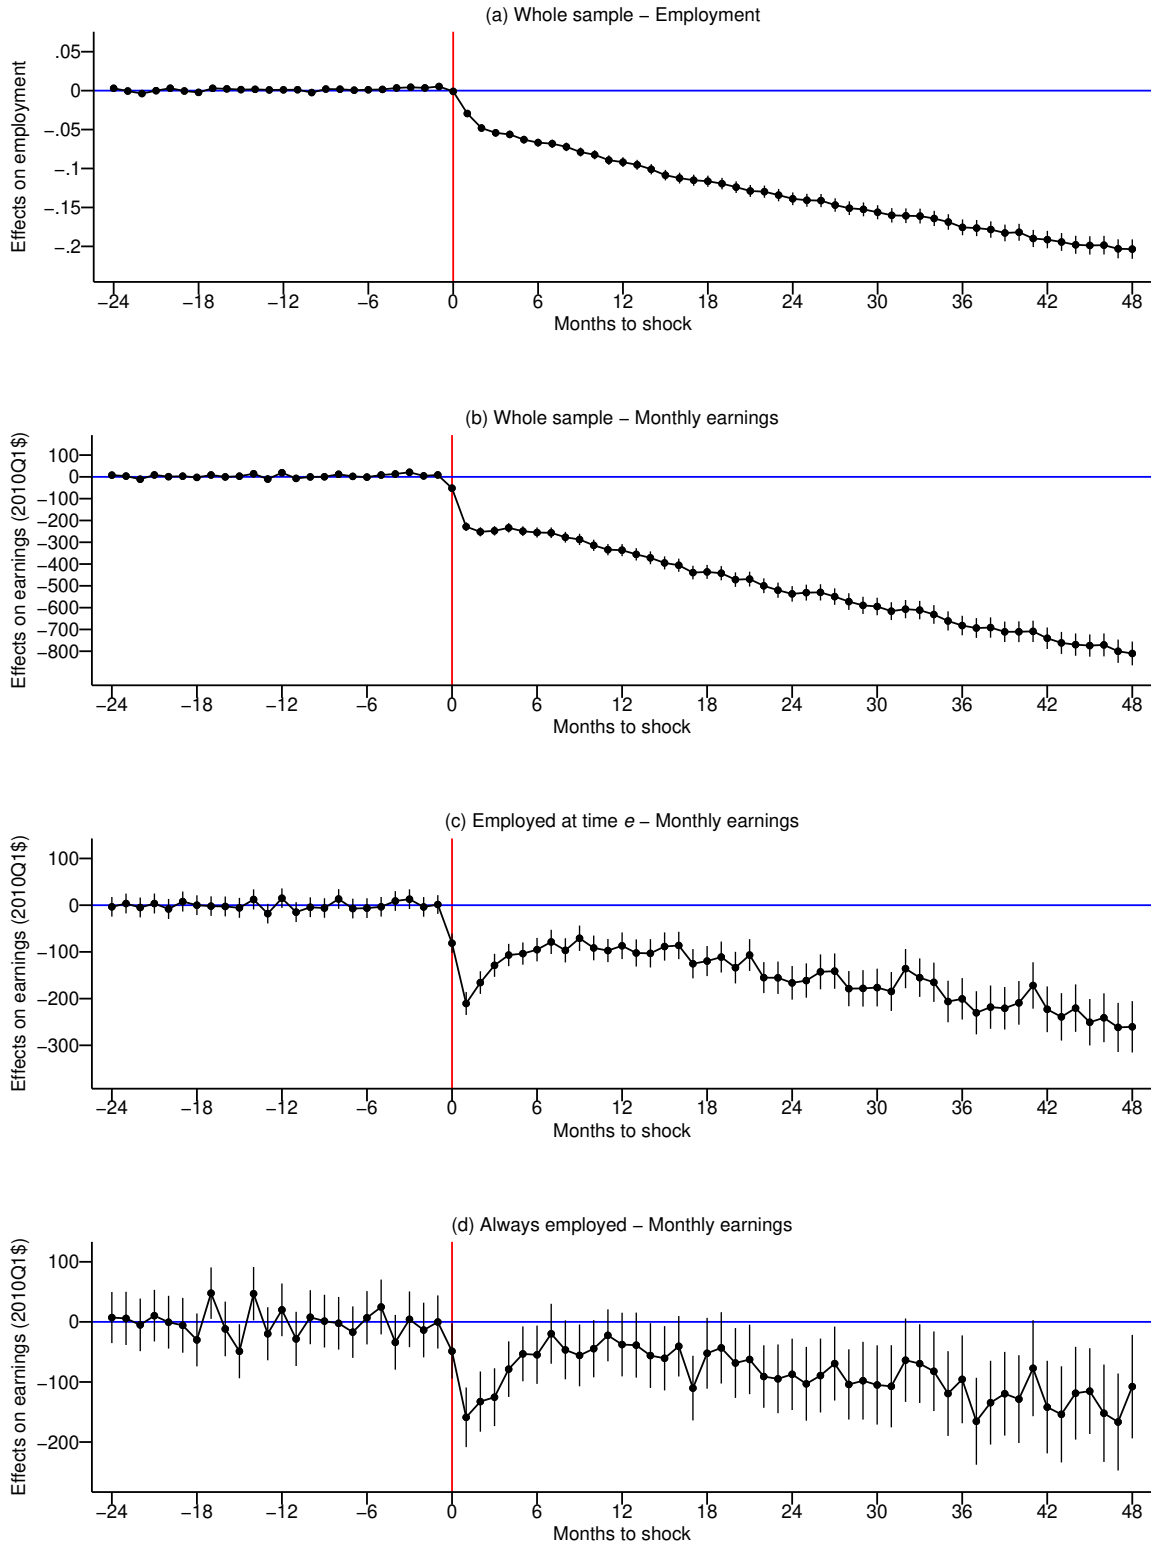 (a) Whole sample − Employment
Effects on employment
.05
0
−.05
−.1
−.15
−.2
−24 −18 −12 −6 0 6 12 18 24 30 36 42 48
Months to shock
(b) Whole sample − Monthly earnings
Effects on earnings (2010Q1$)
100
0
−100
−200
−300
−400
−500
−600
−700
−800
−24 −18 −12 −6 0 6 12 18 24 30 36 42 48
Months to shock
(c) Employed at time e − Monthly earnings
Effects on earnings (2010Q1$)
100
0
−100
−200
−300
−24 −18 −12 −6 0 6 12 18 24 30 36 42 48
Months to shock
(d) Always employed − Monthly earnings
Effects on earnings (2010Q1$)
100
0
−100
−200
−24 −18 −12 −6 0 6 12 18 24 30 36 42 48
Months to shock